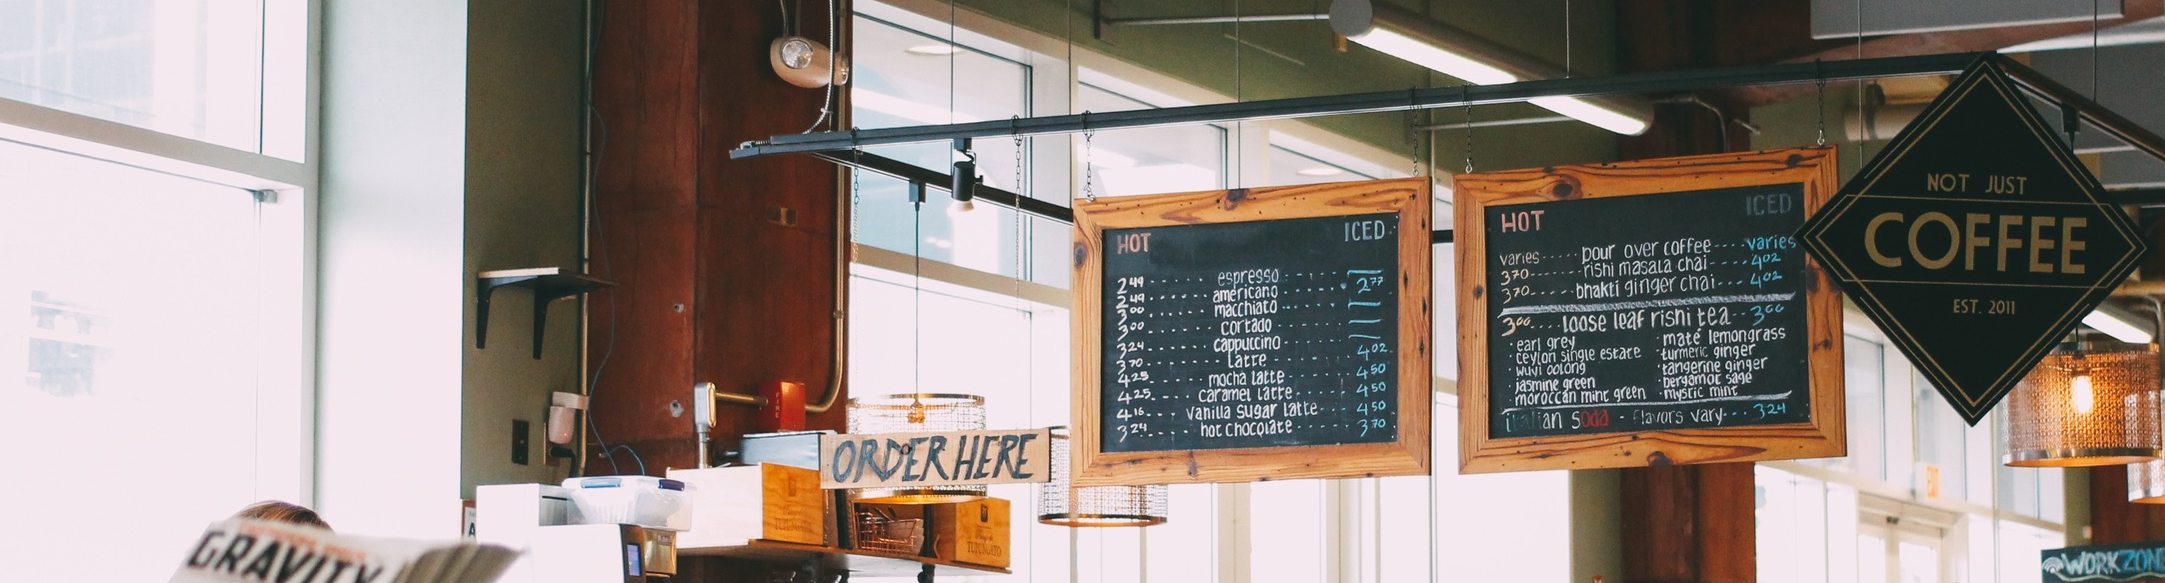 HOT ICED
2.49 espresso
2.49 americano 2.77
3.00 macchiato
3.00 cortado
3.24 cappuccino
3.70 latte 4.02
4.25 mocha latte 4.50
4.25 caramel latte 4.50
4.16 vanilla sugar latte 4.50
3.24 hot chocolate 3.70
HOT ICED
varies pour over coffee varies
3.70 rishi masala chai 4.02
3.70 bhakti ginger chai 4.02
3.00 loose leaf rishi tea 3.00
· earl grey · maté lemongrass
· ceylon single estate · turmeric ginger
· wuyi oolong · tangerine ginger
· jasmine green · bergamot sage
· moroccan mint green · mystic mint
italian soda - flavors vary 3.24
NOT JUST
COFFEE
EST. 2011
ORDER HERE
FIRE
GRAVITY
WORKZON